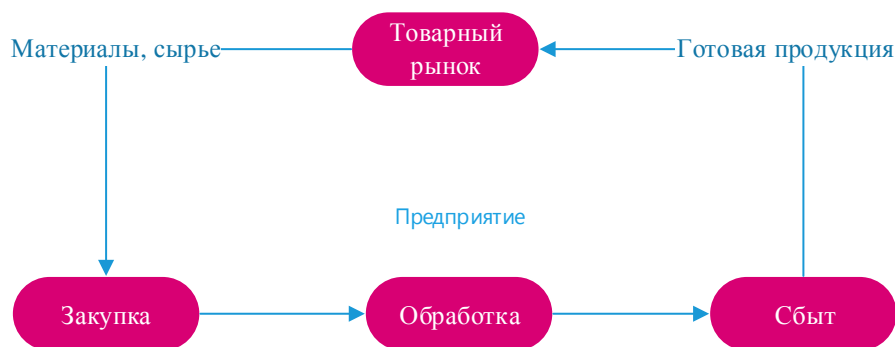 Товарный
рынок
Материалы, сырье
Готовая продукция
Предприятие
Закупка
Обработка
Сбыт